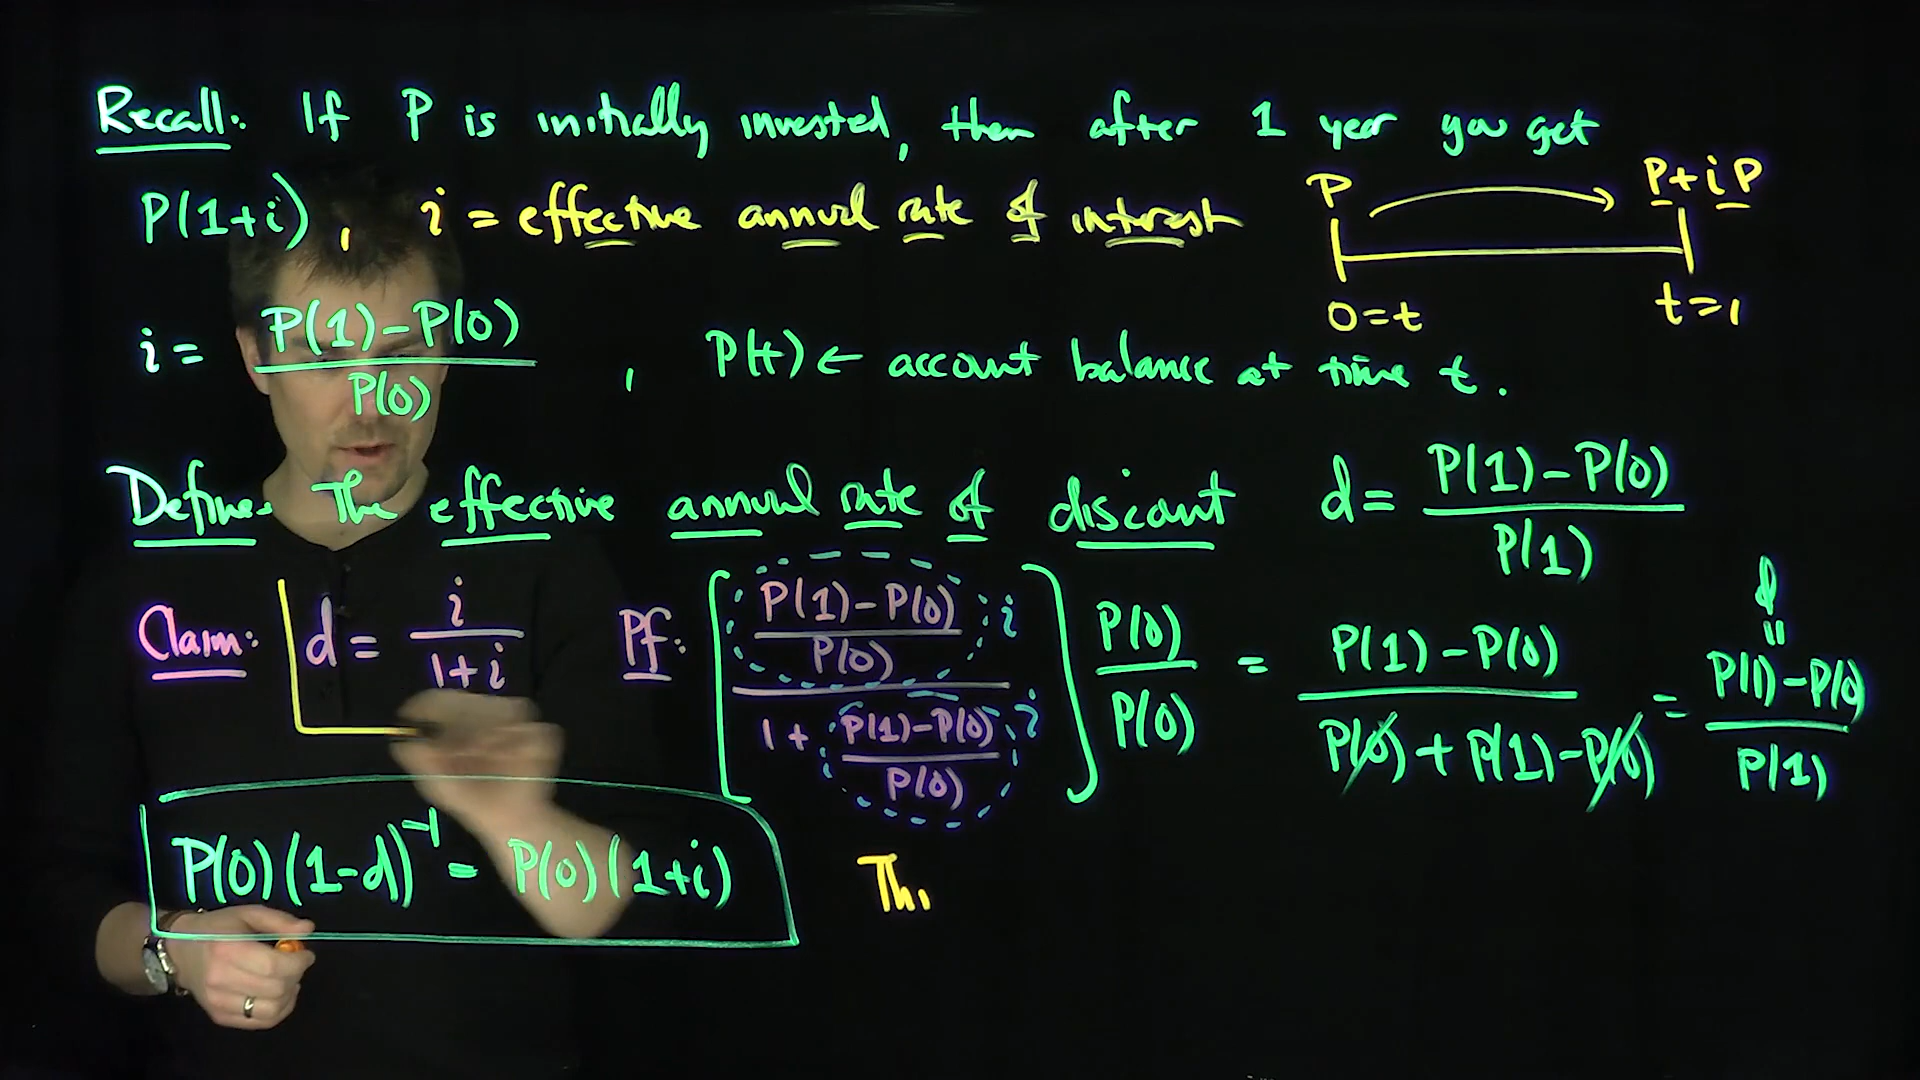 Recall: If P is initially invested, then after 1 year you get
P(1+i), i = effective annual rate of interest
P → P+iP
0=t t=1
i = (P(1)-P(0))/P(0), P(t) ← account balance at time t.
Define: The effective annual rate of discount d = (P(1)-P(0))/P(1)
Claim: d = i/(1+i) Pf: [((P(1)-P(0))/P(0)) i / (1 + ((P(1)-P(0))/P(0)) i)] P(0)/P(0) = (P(1)-P(0))/(P(0)+P(1)-P(0)) = (P(1)-P(0))/P(1)
d
=
P(0)(1-d)^-1 = P(0)(1+i)